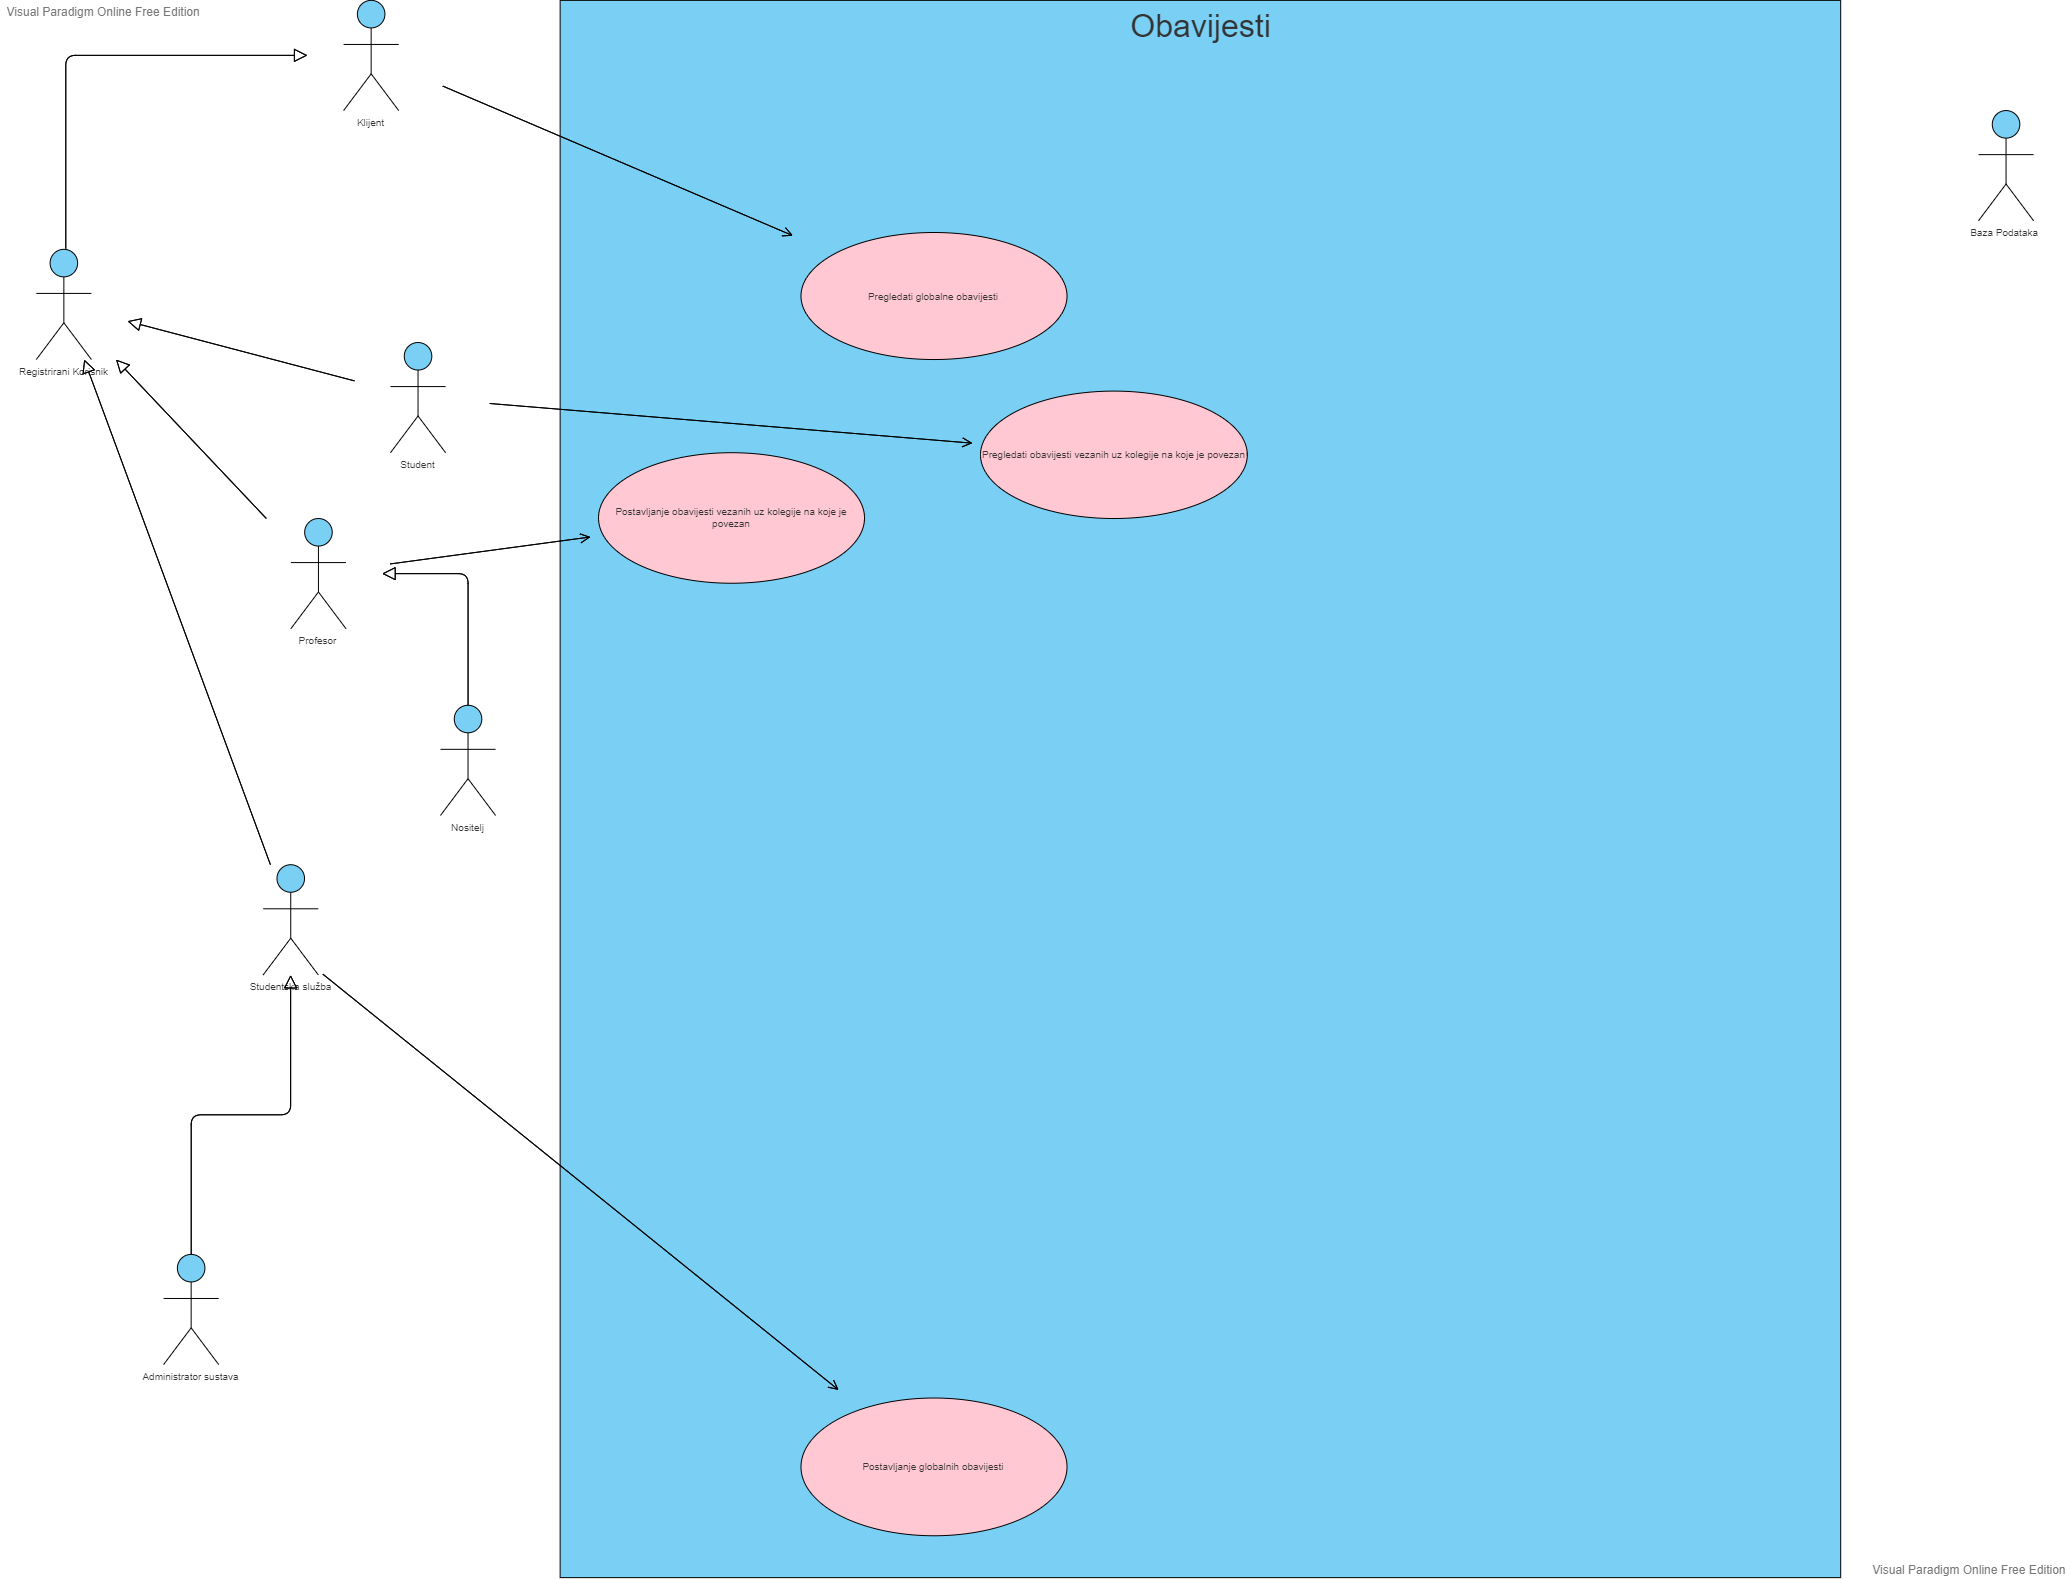 Visual Paradigm Online Free Edition
Obavijesti
Klijent
Baza Podataka
Pregledati globalne obavijesti
Registrirani Korisnik
Student
Pregledati obavijesti vezanih uz kolegije na koje je povezan
Postavljanje obavijesti vezanih uz kolegije na koje je
povezan
Profesor
Nositelj
Studentska služba
Administrator sustava
Postavljanje globalnih obavijesti
Visual Paradigm Online Free Edition